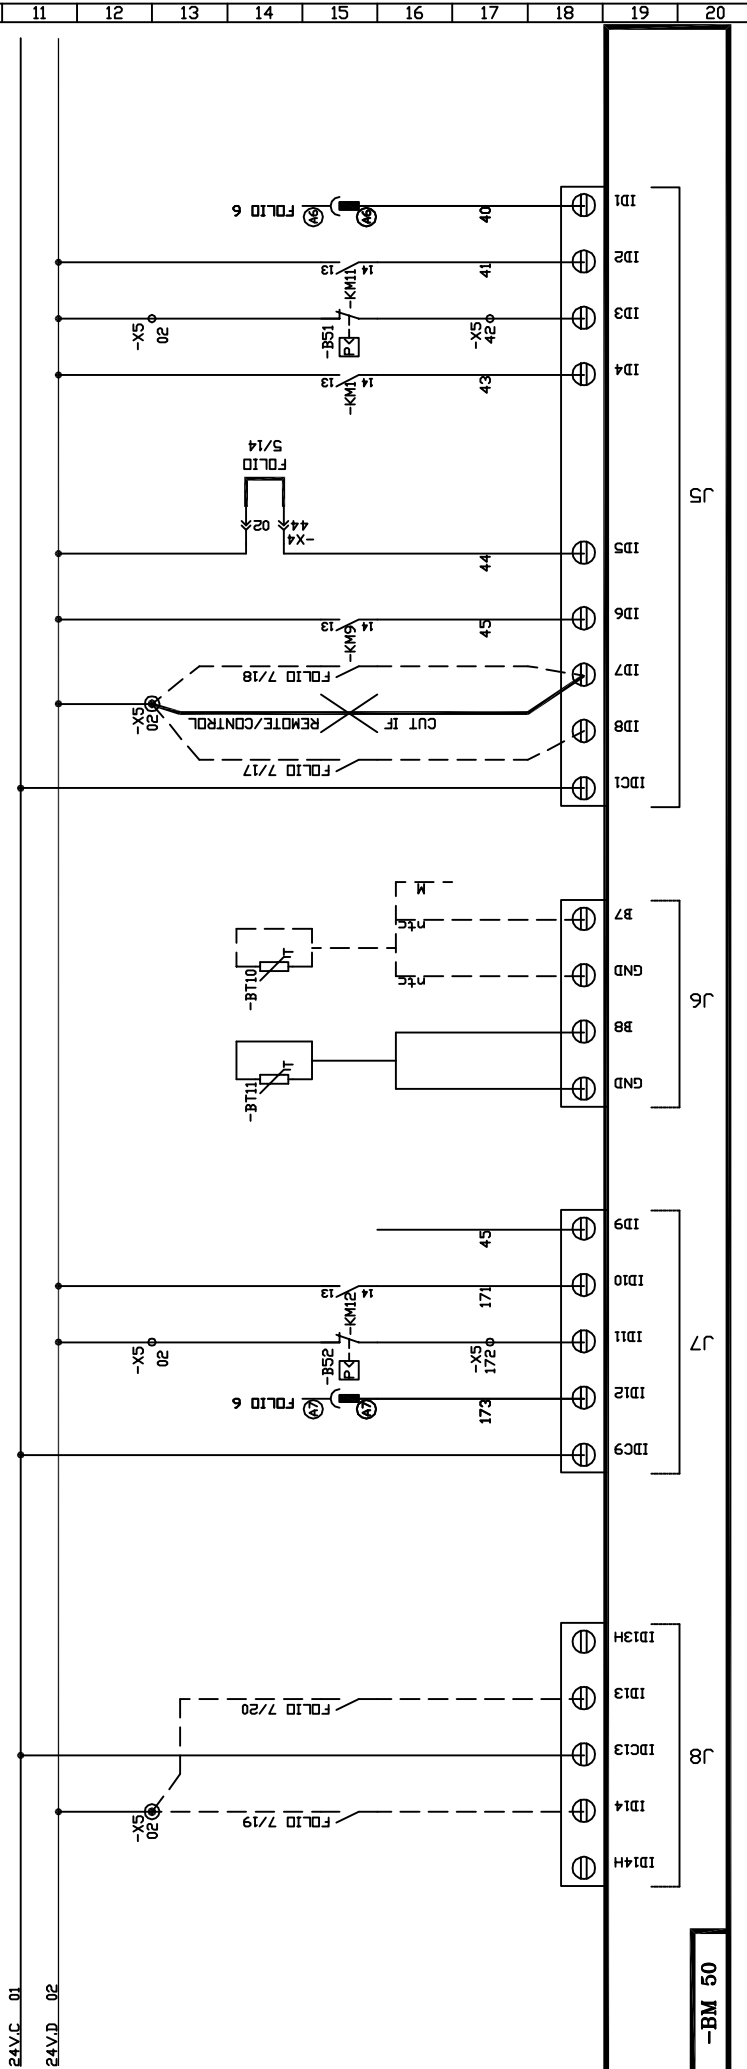 11 12 13 14 15 16 17 18 19 20
FOLIO 6
A6
A6
40
ID1
13
14
-KM11
41
ID2
-X5
02
-B51
P
-X5
42
ID3
13
14
-KM1
43
ID4
FOLIO
5/14
02
44
-X4
44
ID5
J5
13
14
-KM9
45
ID6
FOLIO 7/18
ID7
-X5
02
REMOTE/CONTROL
CUT IF
ID8
FOLIO 7/17
IDC1
M
ntc
B7
-BT10
TT
ntc
GND
J6
B8
-BT11
TT
GND
45
ID9
13
14
-KM12
171
ID10
-X5
02
-B52
P
-X5
172
ID11
J7
FOLIO 6
A7
A7
173
ID12
IDC9
ID13H
FOLIO 7/20
ID13
IDC13
J8
-X5
02
FOLIO 7/19
ID14
ID14H
24V.C 01
24V.D 02
-BM 50